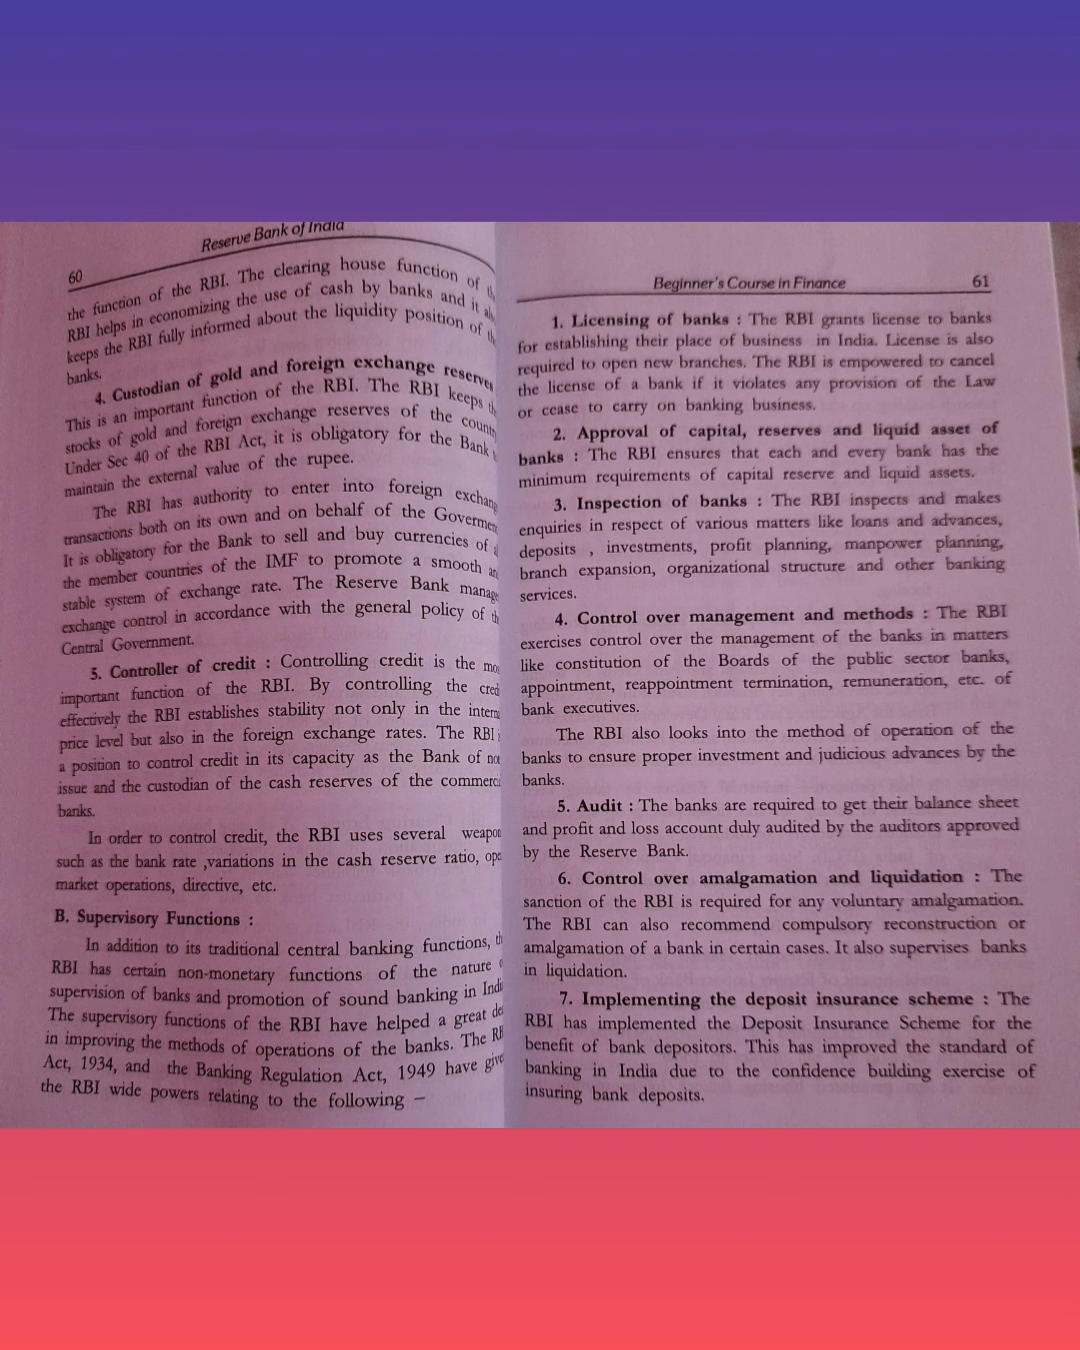 Reserve Bank of India
60
the function of the RBI. The clearing house function of
RBI helps in economizing the use of cash by banks and it
keeps the RBI fully informed about the liquidity position of
banks.
4. Custodian of gold and foreign exchange reserves
This is an important function of the RBI. The RBI keeps
stocks of gold and foreign exchange reserves of the
Under Sec 40 of the RBI Act, it is obligatory for the Bank
maintain the external value of the rupee.
The RBI has authority to enter into foreign
transactions both on its own and on behalf of the
It is obligatory for the Bank to sell and buy currencies of
the member countries of the IMF to promote a smooth
stable system of exchange rate. The Reserve Bank
exchange control in accordance with the general policy of
Central Government.
5. Controller of credit : Controlling credit is the
important function of the RBI. By controlling the
effectively the RBI establishes stability not only in the
price level but also in the foreign exchange rates. The RBI
a position to control credit in its capacity as the Bank of
issue and the custodian of the cash reserves of the
banks.
In order to control credit, the RBI uses several
such as the bank rate ,variations in the cash reserve ratio,
market operations, directive, etc.
B. Supervisory Functions :
In addition to its traditional central banking functions,
RBI has certain non-monetary functions of the nature
supervision of banks and promotion of sound banking in
The supervisory functions of the RBI have helped a great
in improving the methods of operations of the banks. The
Act, 1934, and the Banking Regulation Act, 1949 have
the RBI wide powers relating to the following –
Beginner's Course in Finance 61
1. Licensing of banks : The RBI grants license to banks
for establishing their place of business in India. License is also
required to open new branches. The RBI is empowered to cancel
the license of a bank if it violates any provision of the Law
or cease to carry on banking business.
2. Approval of capital, reserves and liquid asset of
banks : The RBI ensures that each and every bank has the
minimum requirements of capital reserve and liquid assets.
3. Inspection of banks : The RBI inspects and makes
enquiries in respect of various matters like loans and advances,
deposits , investments, profit planning, manpower planning,
branch expansion, organizational structure and other banking
services.
4. Control over management and methods : The RBI
exercises control over the management of the banks in matters
like constitution of the Boards of the public sector banks,
appointment, reappointment termination, remuneration, etc. of
bank executives.
The RBI also looks into the method of operation of the
banks to ensure proper investment and judicious advances by the
banks.
5. Audit : The banks are required to get their balance sheet
and profit and loss account duly audited by the auditors approved
by the Reserve Bank.
6. Control over amalgamation and liquidation : The
sanction of the RBI is required for any voluntary amalgamation.
The RBI can also recommend compulsory reconstruction or
amalgamation of a bank in certain cases. It also supervises banks
in liquidation.
7. Implementing the deposit insurance scheme : The
RBI has implemented the Deposit Insurance Scheme for the
benefit of bank depositors. This has improved the standard of
banking in India due to the confidence building exercise of
insuring bank deposits.